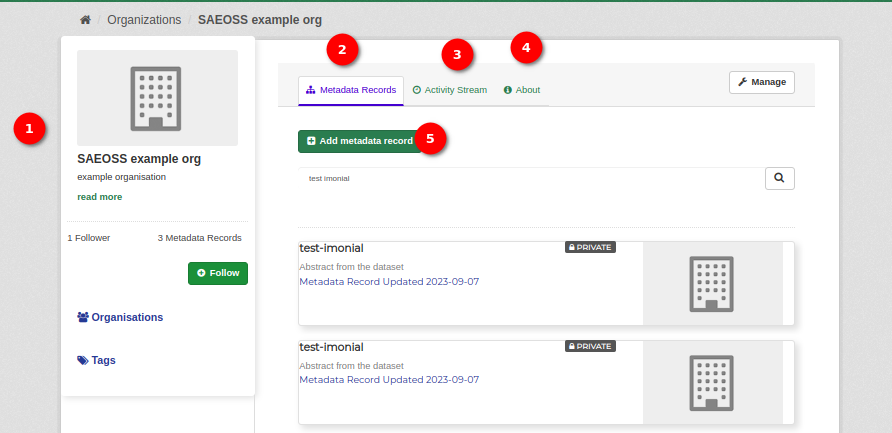 Organizations / SAEOSS example org
1
SAEOSS example org
example organisation
read more
1 Follower
3 Metadata Records
Follow
Organisations
Tags
2
3
4
Metadata Records
Activity Stream
About
Manage
5
Add metadata record
test imonial
test-imonial
PRIVATE
Abstract from the dataset
Metadata Record Updated 2023-09-07
test-imonial
PRIVATE
Abstract from the dataset
Metadata Record Updated 2023-09-07